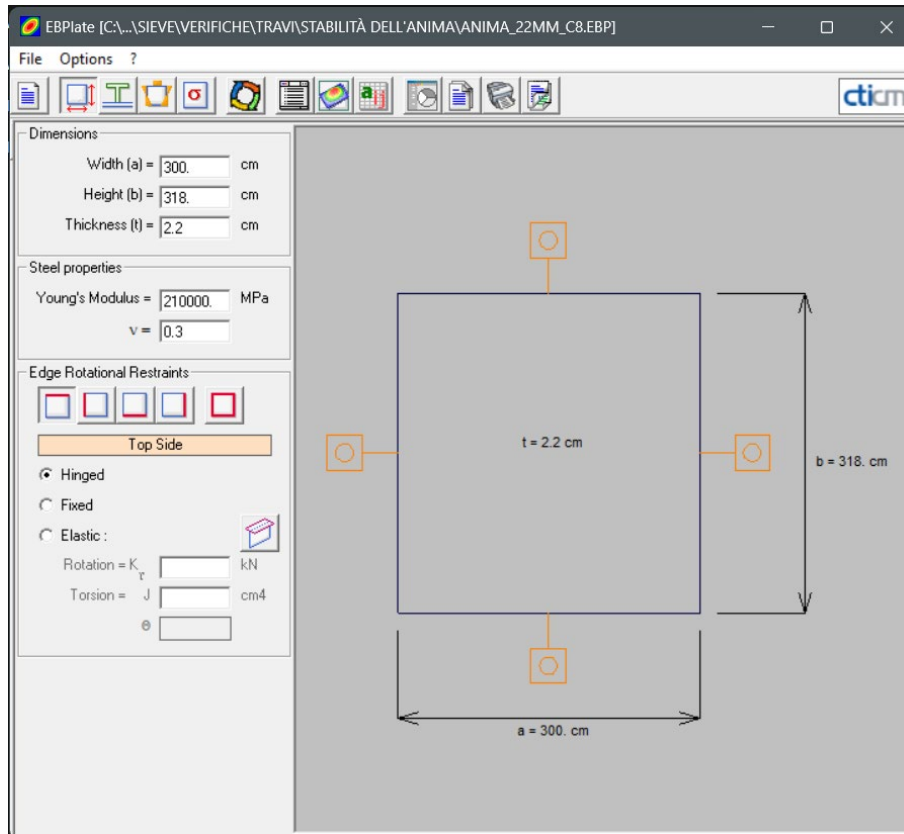 EBPlate [C:\...\SIEVE\VERIFICHE\TRAVI\STABILITÀ DELL'ANIMA\ANIMA_22MM_C8.EBP]
File Options ?
σ
cticm
Dimensions
Width (a) = 300. cm
Height (b) = 318. cm
Thickness (t) = 2.2 cm
Steel properties
Young's Modulus = 210000. MPa
ν = 0.3
Edge Rotational Restraints
Top Side
Hinged
Fixed
Elastic :
Rotation = Kr kN
Torsion = J cm4
Θ
t = 2.2 cm
b = 318. cm
a = 300. cm